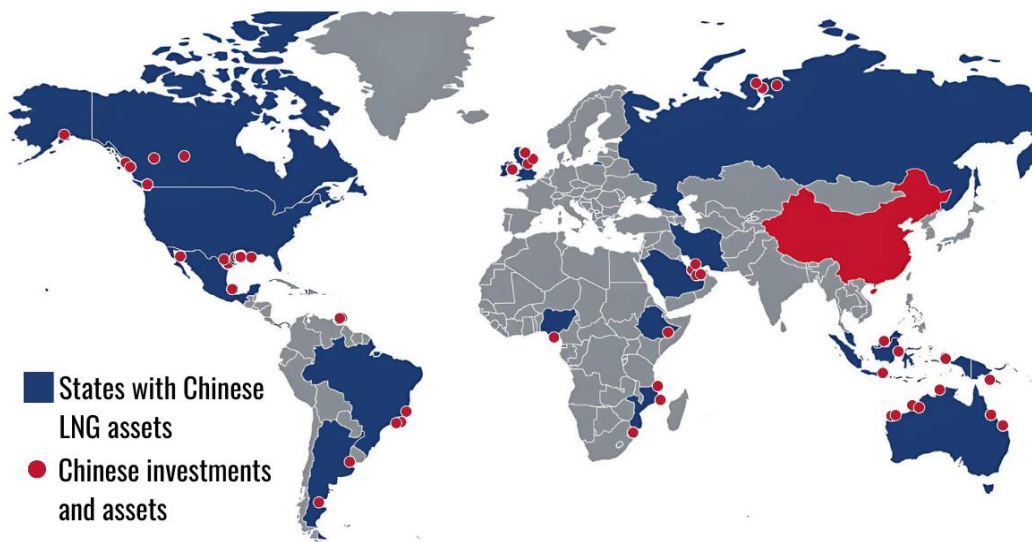 States with Chinese
LNG assets
Chinese investments
and assets